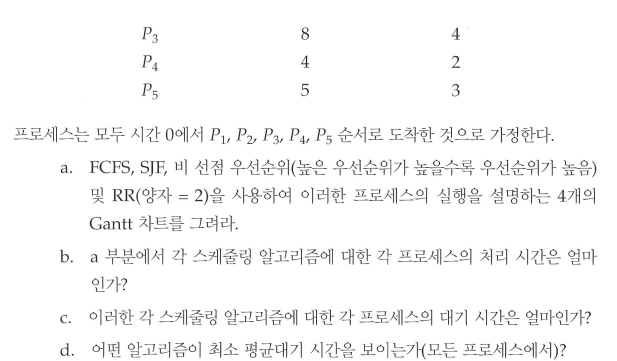 P3 8 4
P4 4 2
P5 5 3
프로세스는 모두 시간 0에서 P1, P2, P3, P4, P5 순서로 도착한 것으로 가정한다.
a. FCFS, SJF, 비 선점 우선순위(높은 우선순위가 높을수록 우선순위가 높음)
및 RR(양자 = 2)을 사용하여 이러한 프로세스의 실행을 설명하는 4개의
Gantt 차트를 그려라.
b. a 부분에서 각 스케줄링 알고리즘에 대한 각 프로세스의 처리 시간은 얼마
인가?
c. 이러한 각 스케줄링 알고리즘에 대한 각 프로세스의 대기 시간은 얼마인가?
d. 어떤 알고리즘이 최소 평균대기 시간을 보이는가(모든 프로세스에서)?